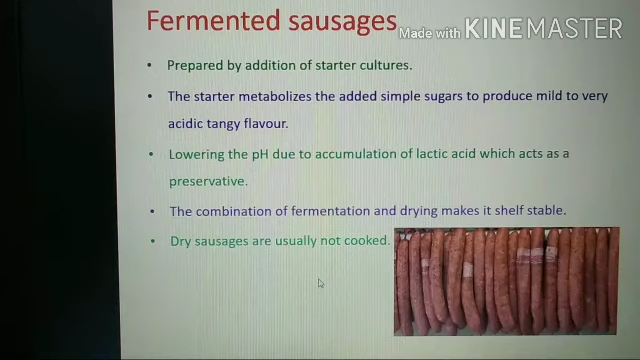 Fermented sausages
Made with KINEMASTER
Prepared by addition of starter cultures.
The starter metabolizes the added simple sugars to produce mild to very
acidic tangy flavour.
Lowering the pH due to accumulation of lactic acid which acts as a
preservative.
The combination of fermentation and drying makes it shelf stable.
Dry sausages are usually not cooked.